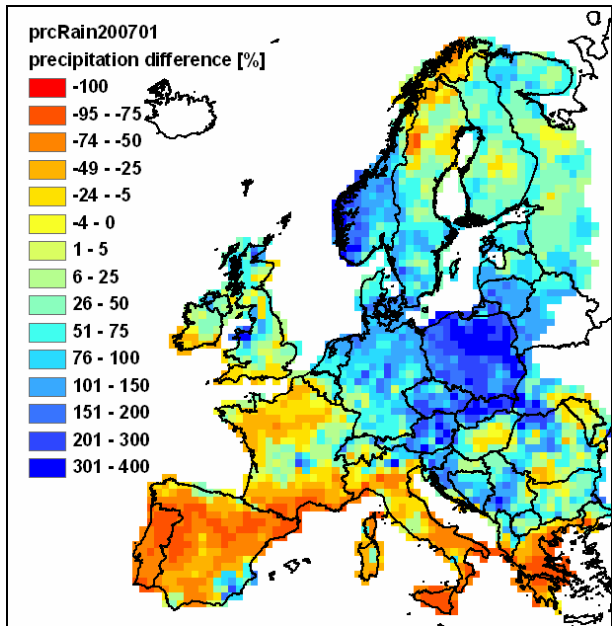 prcRain200701
precipitation difference [%]
-100
-95 - -75
-74 - -50
-49 - -25
-24 - -5
-4 - 0
1 - 5
6 - 25
26 - 50
51 - 75
76 - 100
101 - 150
151 - 200
201 - 300
301 - 400